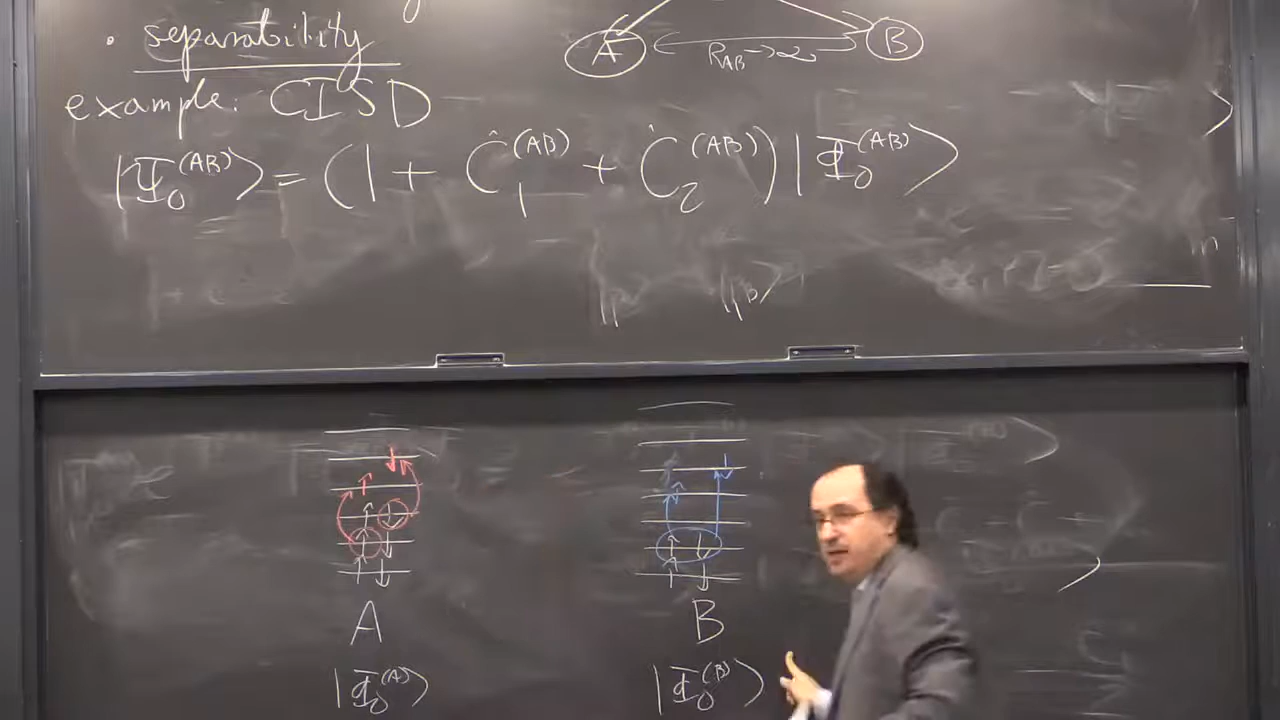 · separability
A R_AB→∞ B
example: CISD
|Ψ₀^(AB)⟩ = (1 + Ĉ₁^(AB) + Ĉ₂^(AB)) |Φ₀^(AB)⟩
A B
|Φ₀^(A)⟩ |Φ₀^(B)⟩